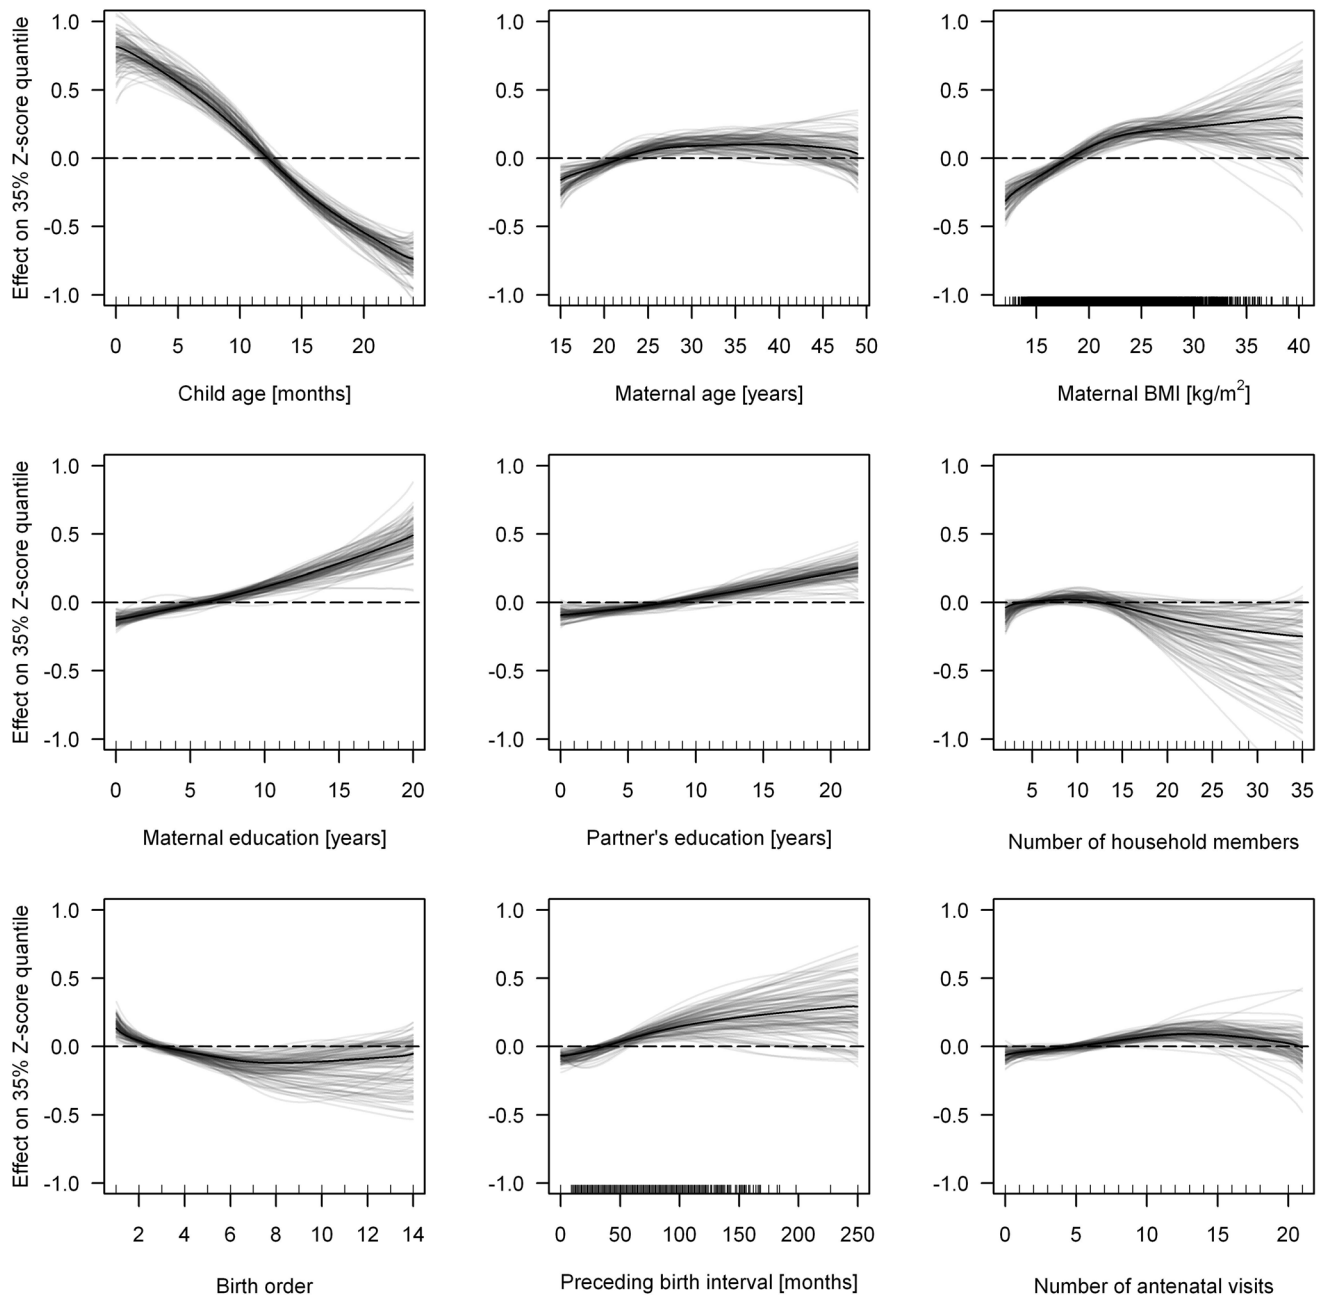 Effect on 35% Z-score quantile
1.0
0.5
0.0
-0.5
-1.0
0 5 10 15 20
Child age [months]
1.0
0.5
0.0
-0.5
-1.0
15 20 25 30 35 40 45 50
Maternal age [years]
1.0
0.5
0.0
-0.5
-1.0
15 20 25 30 35 40
Maternal BMI [kg/m²]
Effect on 35% Z-score quantile
1.0
0.5
0.0
-0.5
-1.0
0 5 10 15 20
Maternal education [years]
1.0
0.5
0.0
-0.5
-1.0
0 5 10 15 20
Partner's education [years]
1.0
0.5
0.0
-0.5
-1.0
5 10 15 20 25 30 35
Number of household members
Effect on 35% Z-score quantile
1.0
0.5
0.0
-0.5
-1.0
2 4 6 8 10 12 14
Birth order
1.0
0.5
0.0
-0.5
-1.0
0 50 100 150 200 250
Preceding birth interval [months]
1.0
0.5
0.0
-0.5
-1.0
0 5 10 15 20
Number of antenatal visits